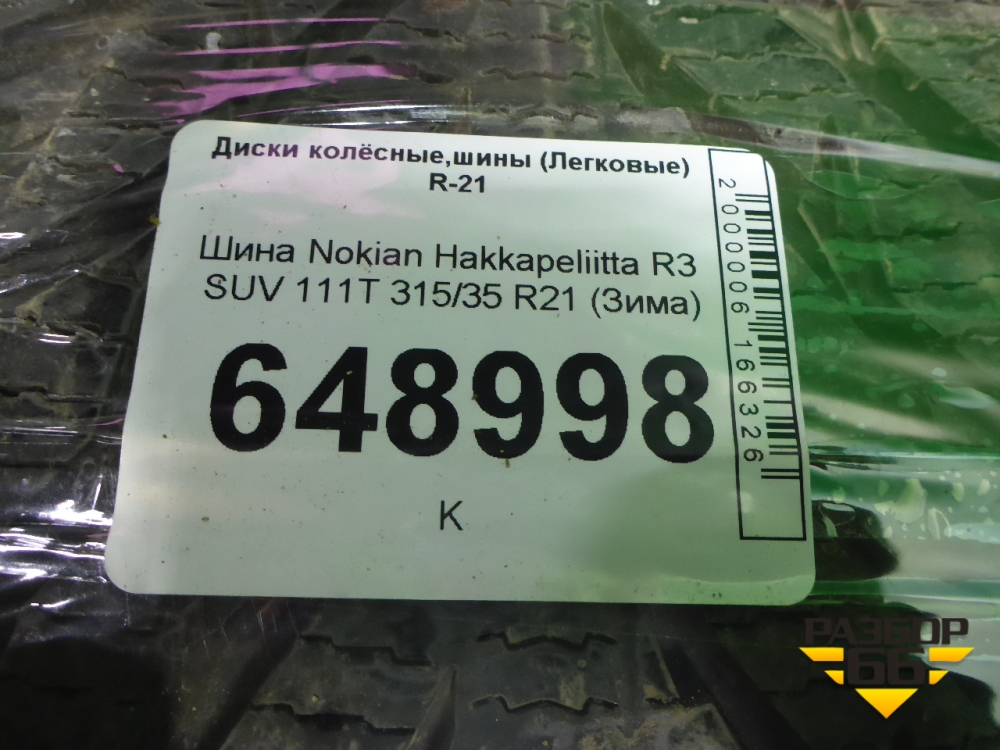 Диски колёсные,шины (Легковые)
R-21
Шина Nokian Hakkapeliitta R3
SUV 111T 315/35 R21 (Зима)
648998
К
2000006166326
РАЗБОР
66